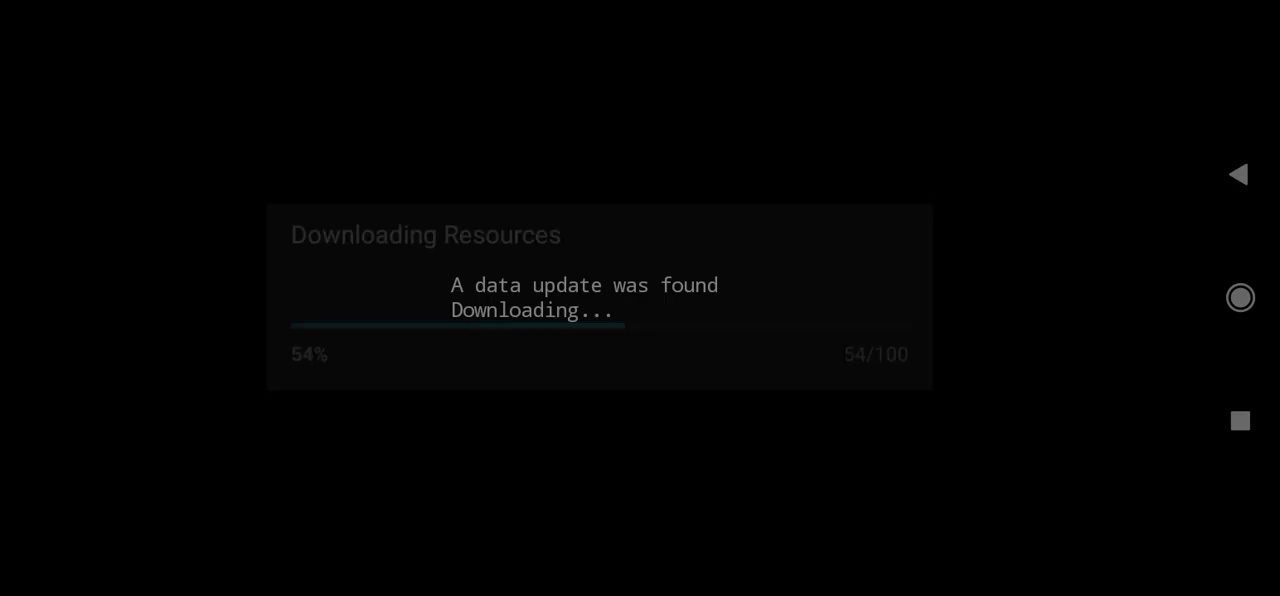 Downloading Resources
A data update was found
Downloading...
54%
54/100